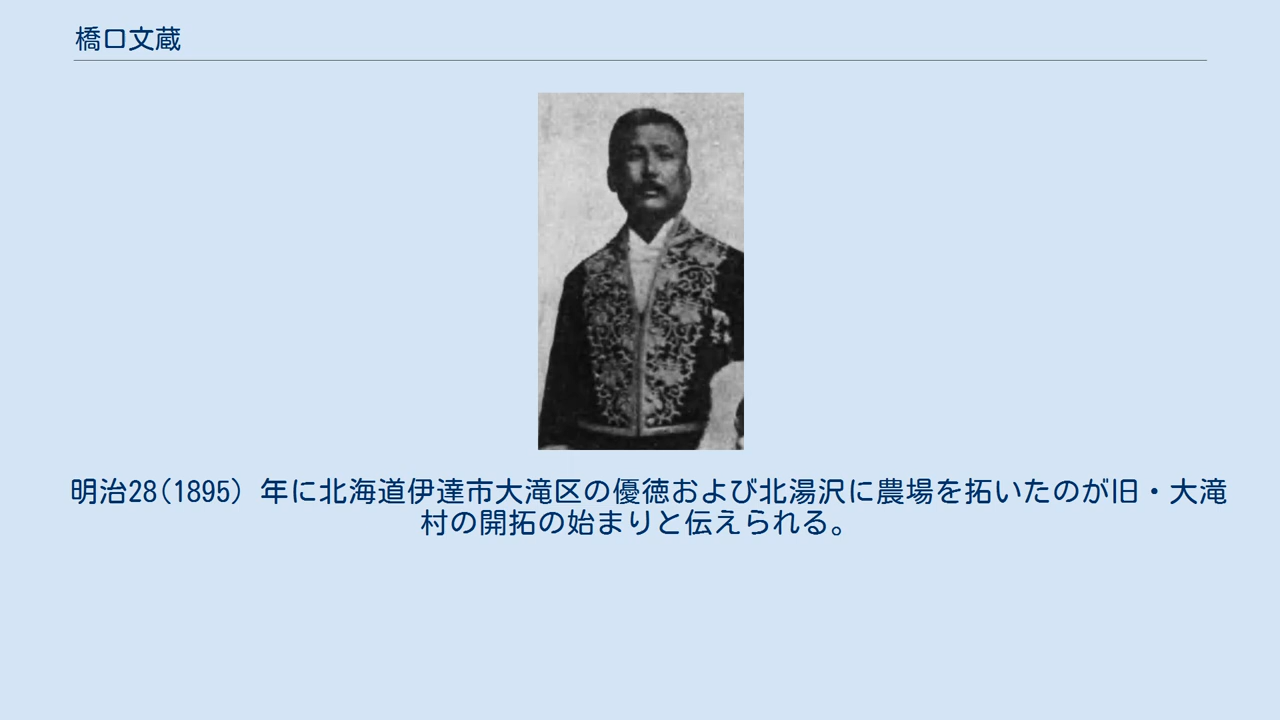 橋口文蔵
明治28(1895）年に北海道伊達市大滝区の優徳および北湯沢に農場を拓いたのが旧・大滝
村の開拓の始まりと伝えられる。